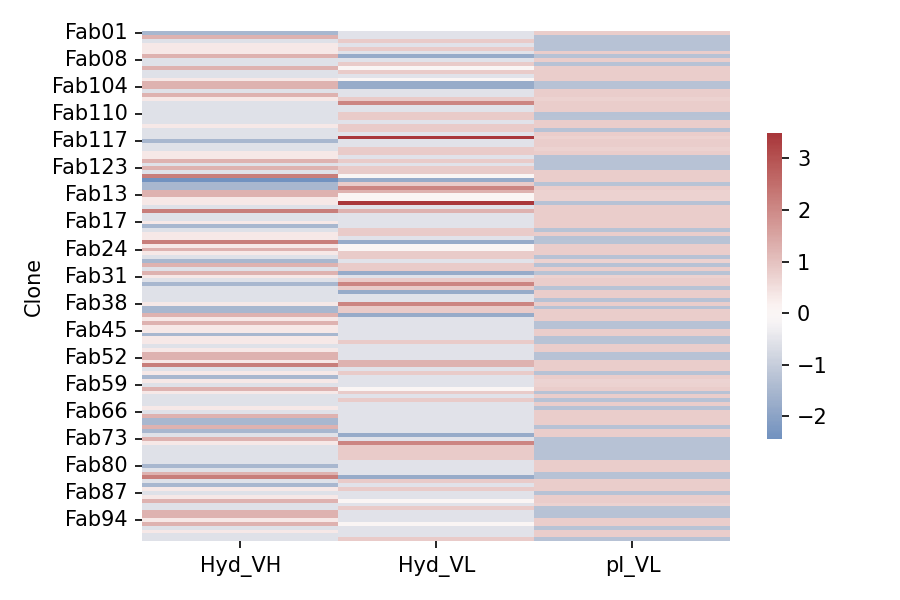 Clone
Fab01
Fab08
Fab104
Fab110
Fab117
Fab123
Fab13
Fab17
Fab24
Fab31
Fab38
Fab45
Fab52
Fab59
Fab66
Fab73
Fab80
Fab87
Fab94
Hyd_VH
Hyd_VL
pI_VL
3
2
1
0
−1
−2